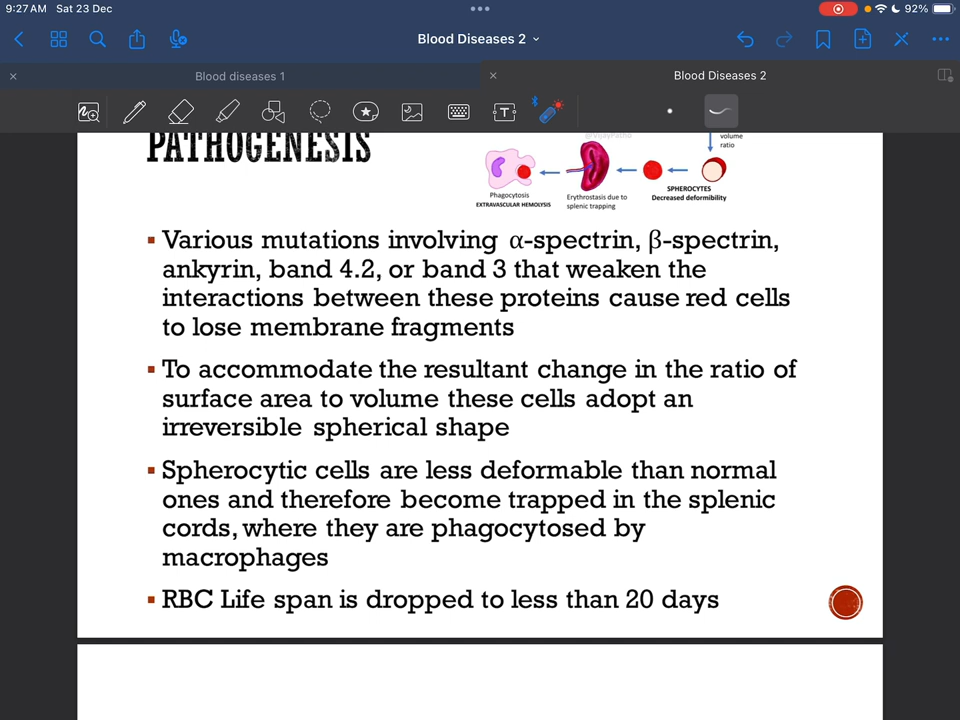 9:27 AM Sat 23 Dec
92%
Blood Diseases 2
Blood diseases 1
Blood Diseases 2
T
PATHOGENESIS
@VijayPatho
volume
ratio
Phagocytosis
EXTRAVASCULAR HEMOLYSIS
Erythrostasis due to
splenic trapping
SPHEROCYTES
Decreased deformibility
▪ Various mutations involving α-spectrin, β-spectrin,
ankyrin, band 4.2, or band 3 that weaken the
interactions between these proteins cause red cells
to lose membrane fragments
▪ To accommodate the resultant change in the ratio of
surface area to volume these cells adopt an
irreversible spherical shape
▪ Spherocytic cells are less deformable than normal
ones and therefore become trapped in the splenic
cords, where they are phagocytosed by
macrophages
▪ RBC Life span is dropped to less than 20 days